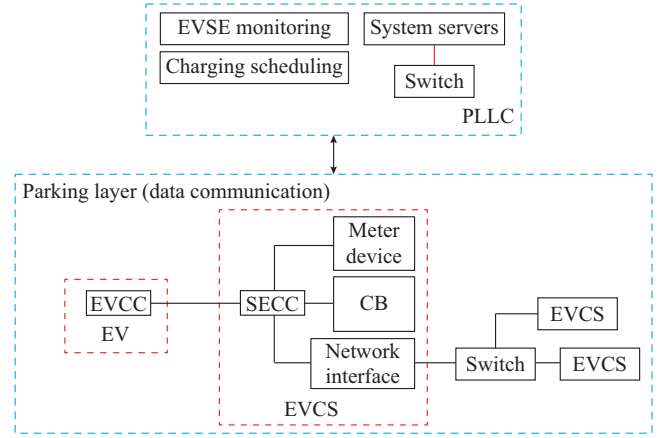 EVSE monitoring
System servers
Charging scheduling
Switch
PLLC
Parking layer (data communication)
Meter
device
EVCC
SECC
CB
EV
EVCS
Network
interface
Switch
EVCS
EVCS